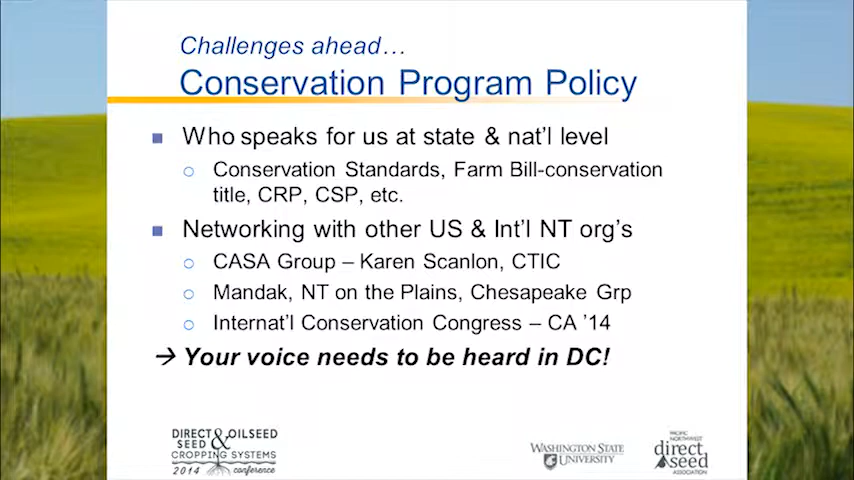 Challenges ahead…
Conservation Program Policy
Who speaks for us at state & nat'l level
Conservation Standards, Farm Bill-conservation
title, CRP, CSP, etc.
Networking with other US & Int'l NT org's
CASA Group – Karen Scanlon, CTIC
Mandak, NT on the Plains, Chesapeake Grp
Internat'l Conservation Congress – CA '14
→ Your voice needs to be heard in DC!
DIRECT & OILSEED
SEED
CROPPING SYSTEMS
2014 conference
WASHINGTON STATE
UNIVERSITY
PACIFIC
NORTHWEST
direct
seed
ASSOCIATION